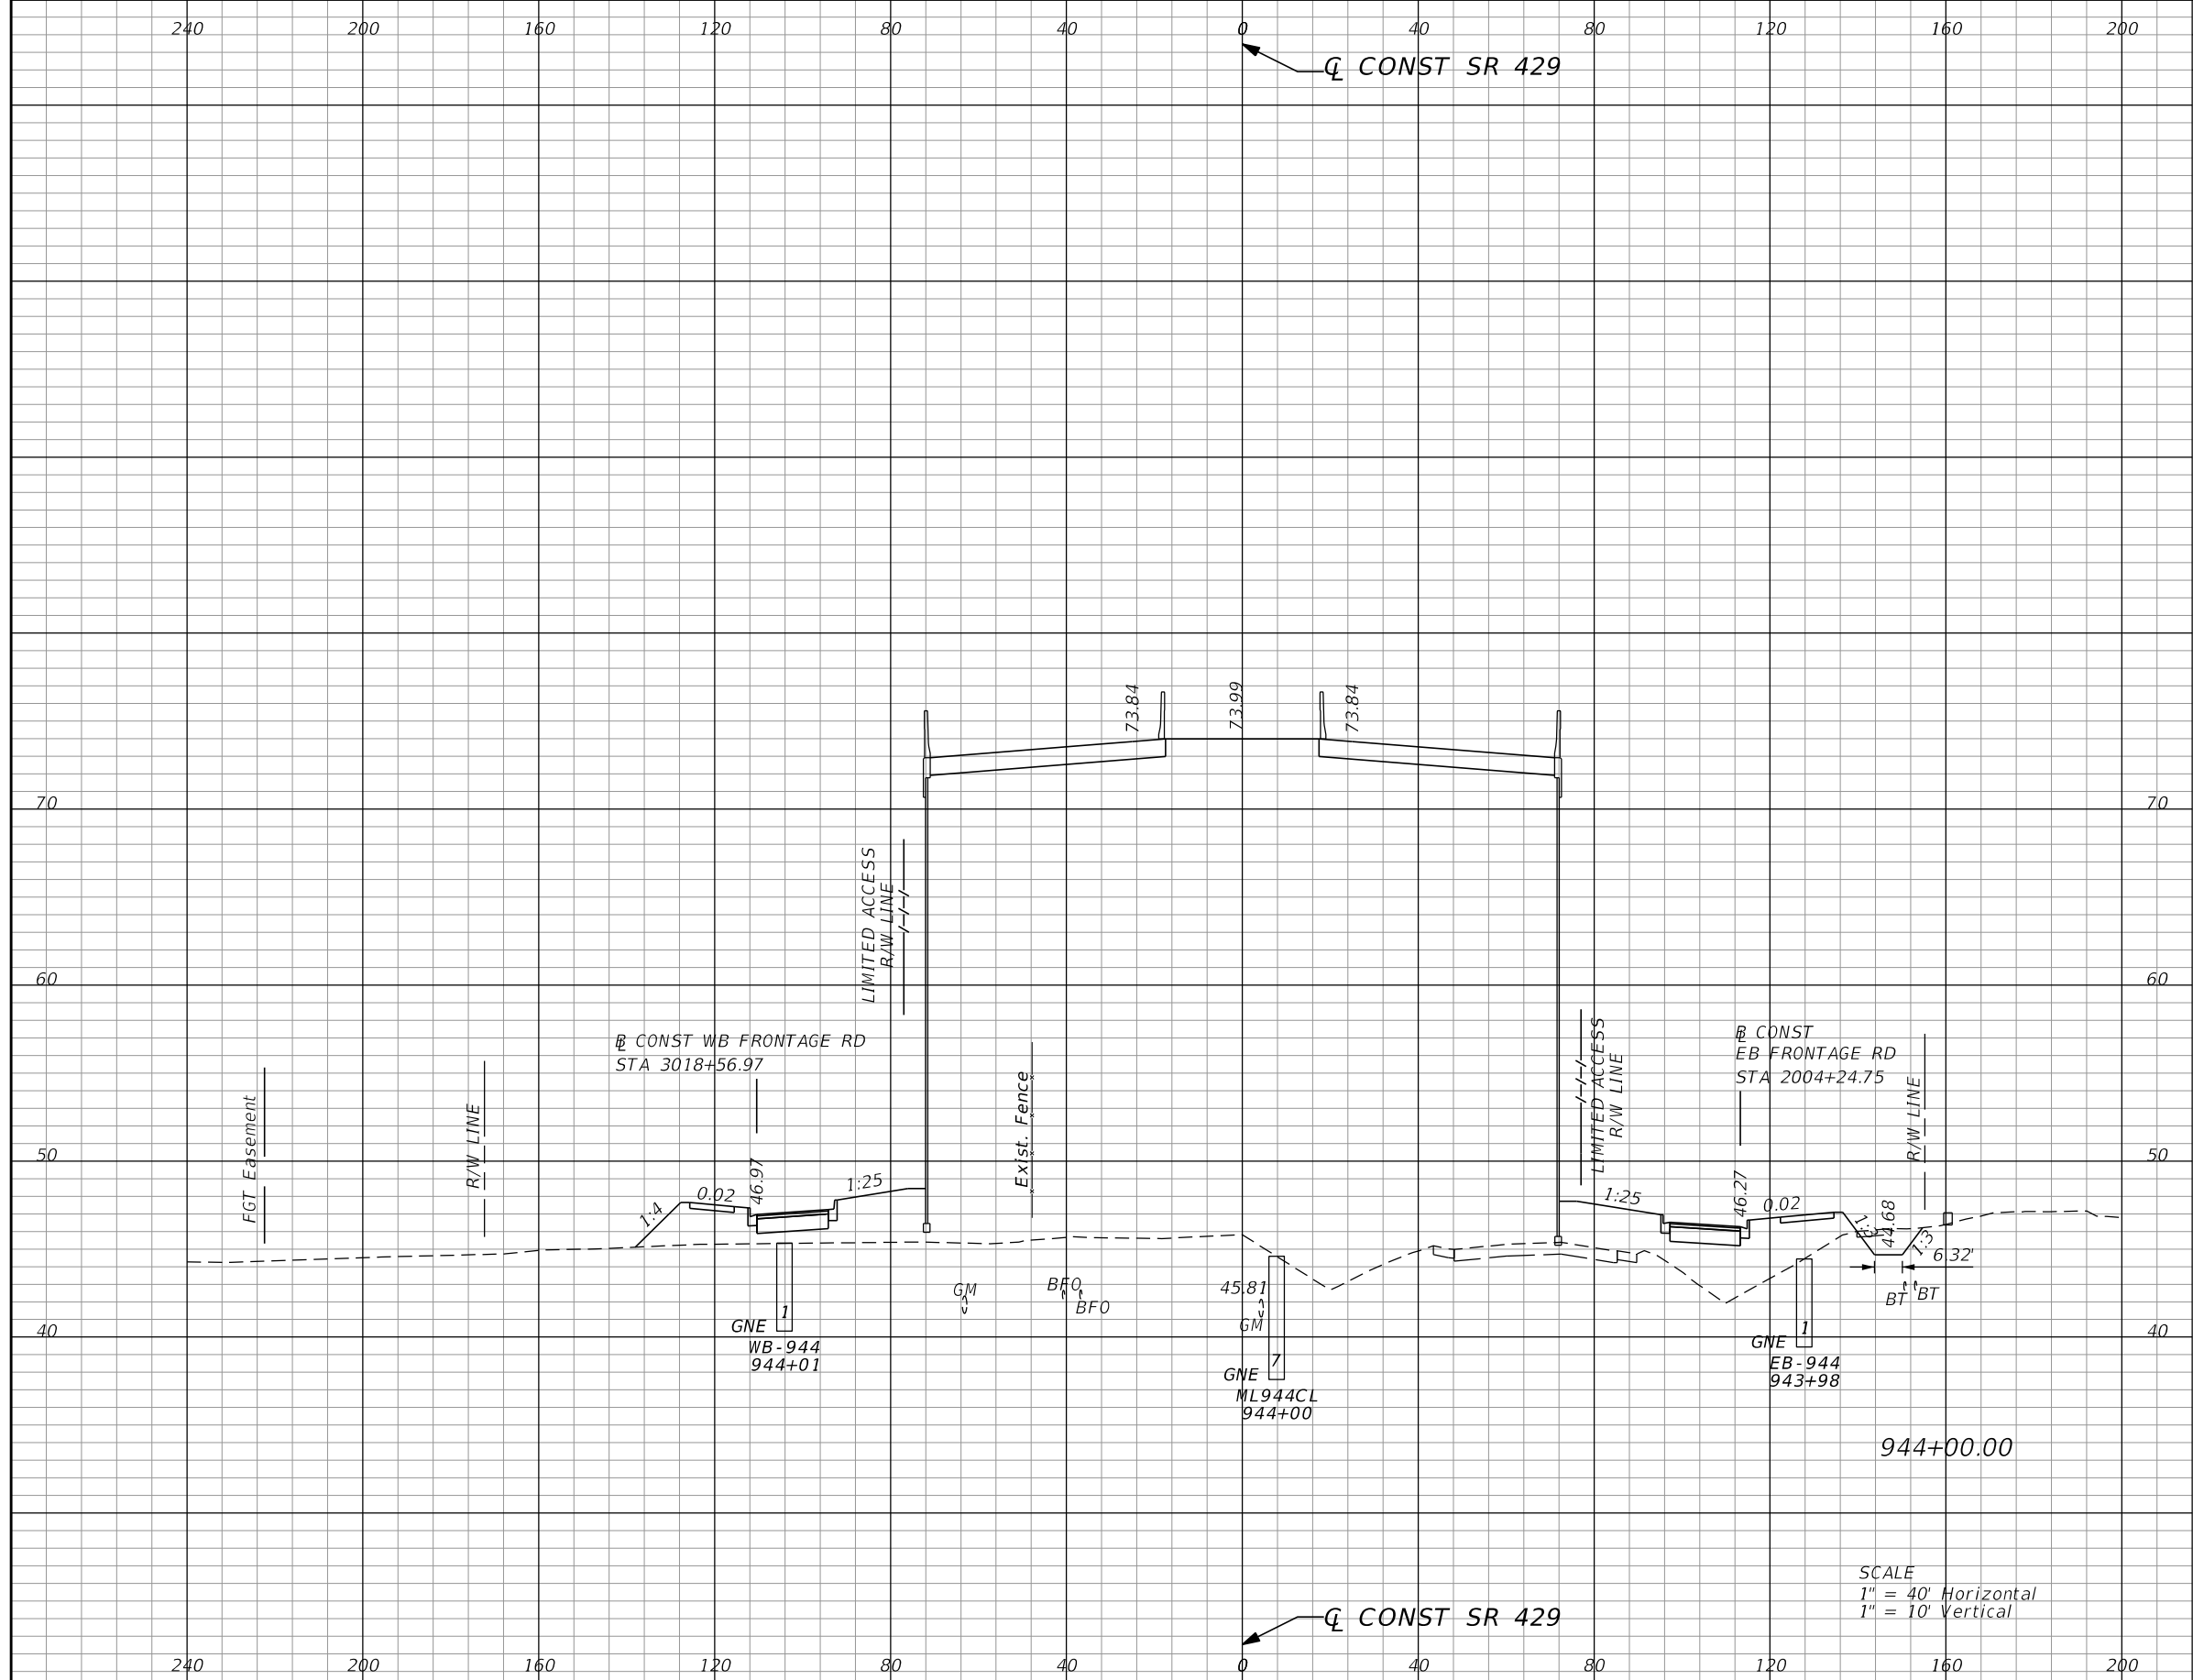 240 200 160 120 80 40 0 40 80 120 160 200
℄ CONST SR 429
73.84
73.99
73.84
70
70
LIMITED ACCESS
R/W LINE
60
60
LIMITED ACCESS
R/W LINE
℄ CONST WB FRONTAGE RD
STA 3018+56.97
℄ CONST
EB FRONTAGE RD
STA 2004+24.75
FGT Easement
R/W LINE
Exist. Fence
R/W LINE
50
50
1:4
0.02
46.97
1:25
1:25
46.27
0.02
1:3
44.68
1:3
6.32'
GM
BFO
BFO
45.81
GM
BT
BT
40
40
1
GNE
WB-944
944+01
7
GNE
ML944CL
944+00
1
GNE
EB-944
943+98
944+00.00
SCALE
1" = 40' Horizontal
1" = 10' Vertical
℄ CONST SR 429
240 200 160 120 80 40 0 40 80 120 160 200